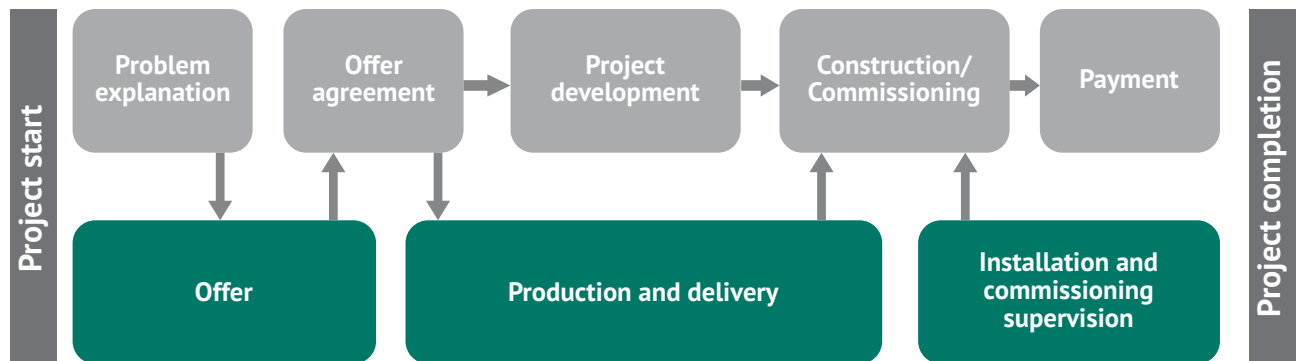 Project start
Problem
explanation
Offer
agreement
Project
development
Construction/
Commissioning
Payment
Offer
Production and delivery
Installation and
commissioning
supervision
Project completion